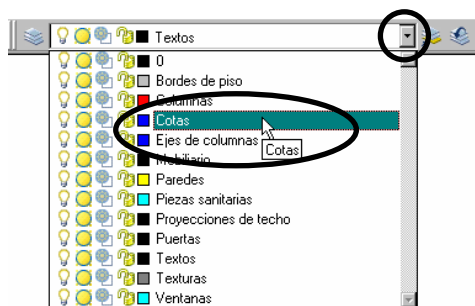 Textos
0
Bordes de piso
Columnas
Cotas
Ejes de columnas
Cotas
Mobiliario
Paredes
Piezas sanitarias
Proyecciones de techo
Puertas
Textos
Texturas
Ventanas